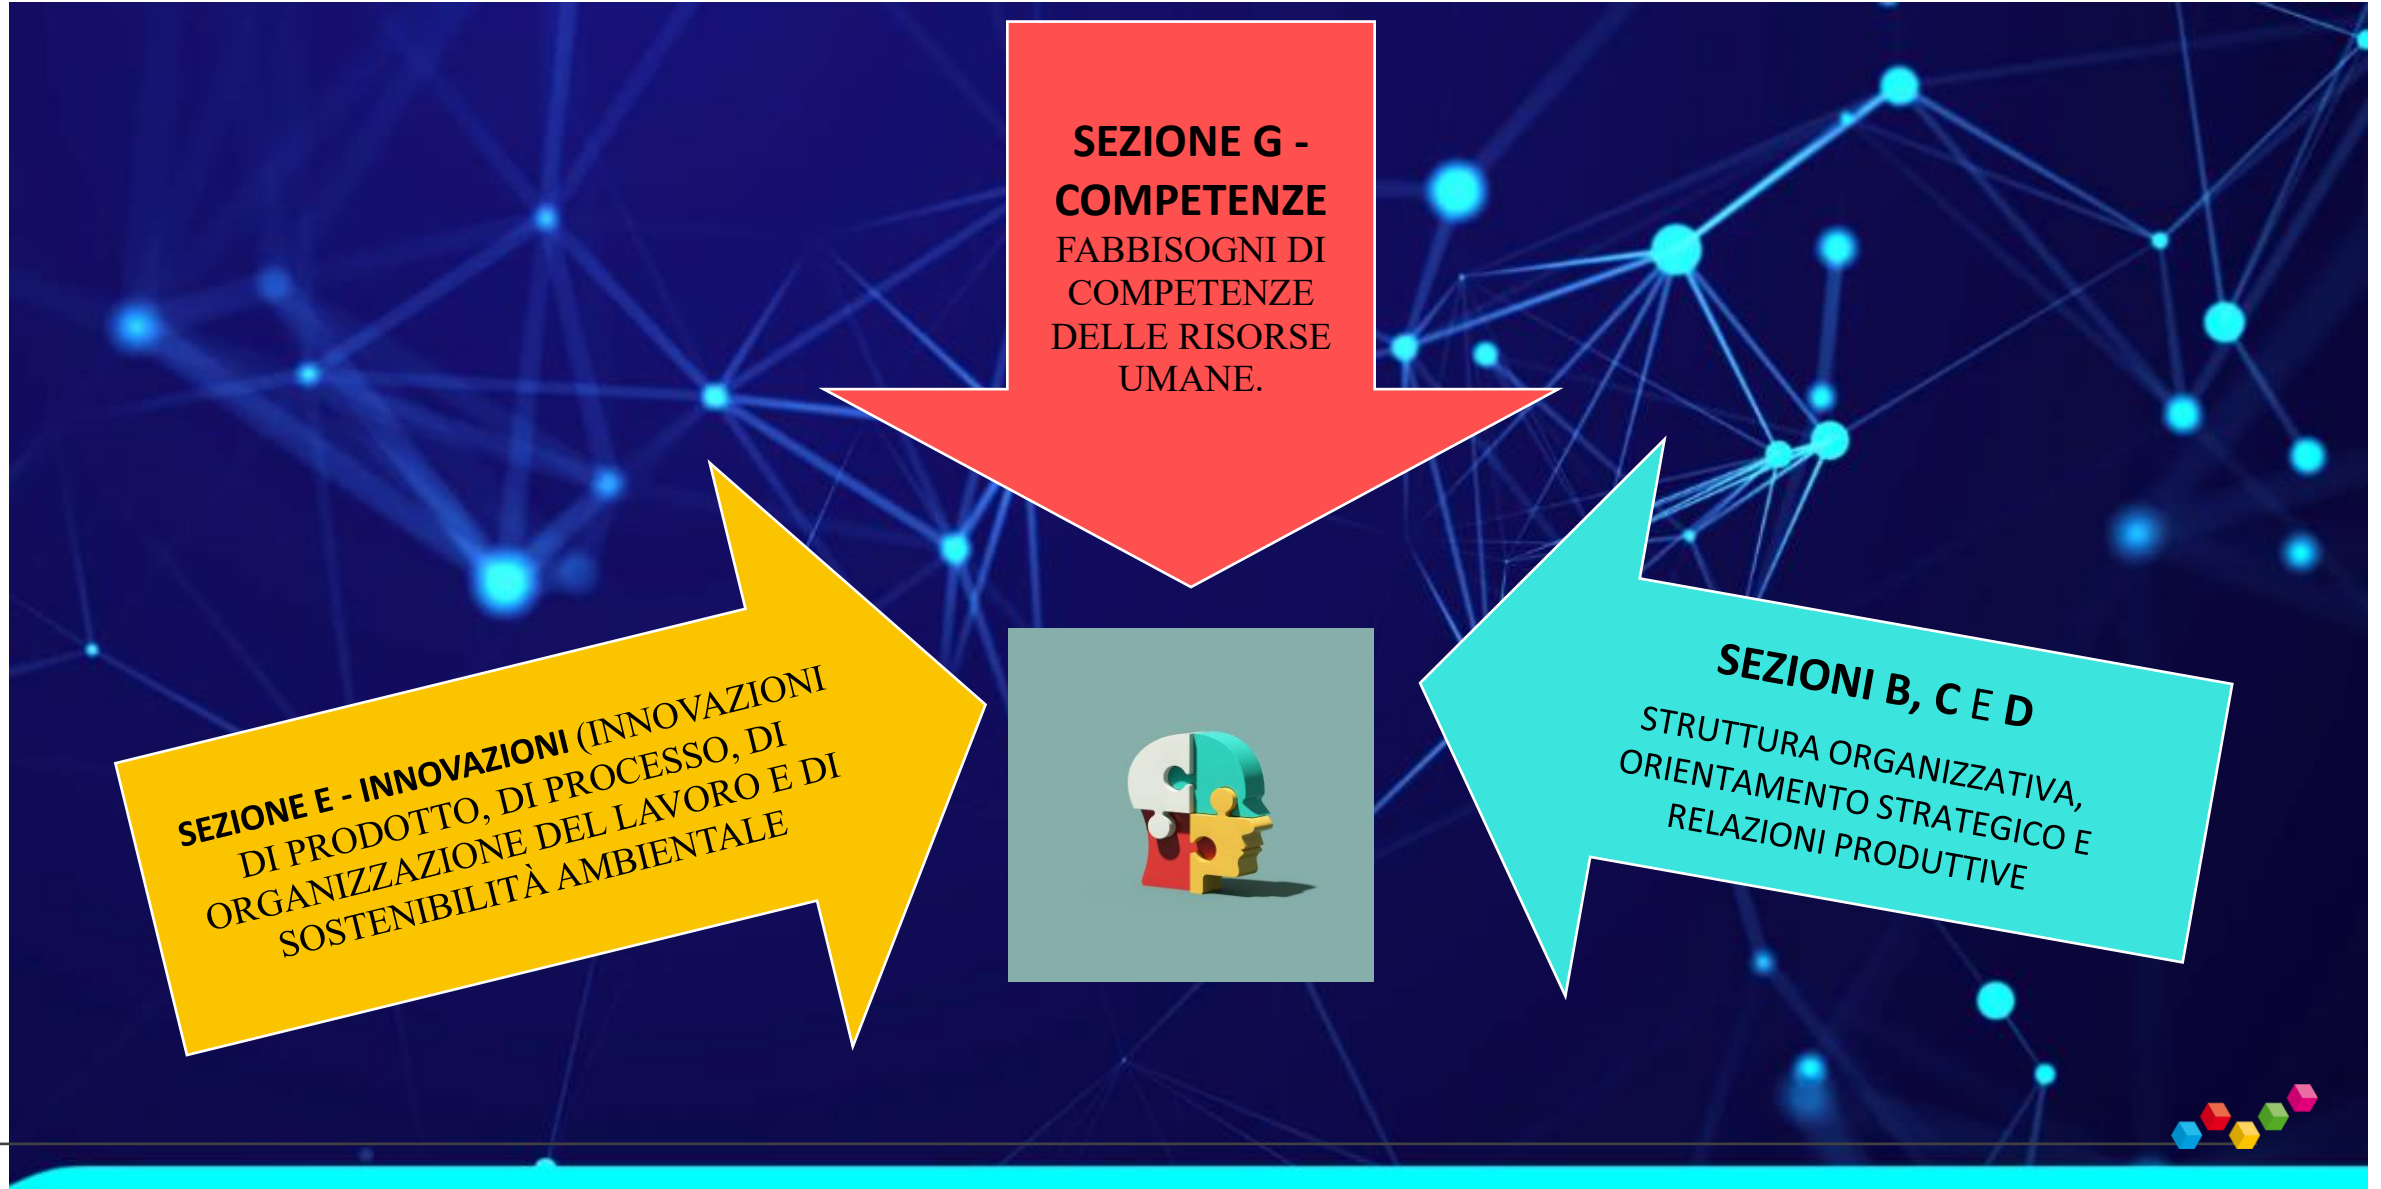 SEZIONE G -
COMPETENZE
FABBISOGNI DI
COMPETENZE
DELLE RISORSE
UMANE.
SEZIONE E - INNOVAZIONI (INNOVAZIONI
DI PRODOTTO, DI PROCESSO, DI
ORGANIZZAZIONE DEL LAVORO E DI
SOSTENIBILITÀ AMBIENTALE
SEZIONI B, C E D
STRUTTURA ORGANIZZATIVA,
ORIENTAMENTO STRATEGICO E
RELAZIONI PRODUTTIVE